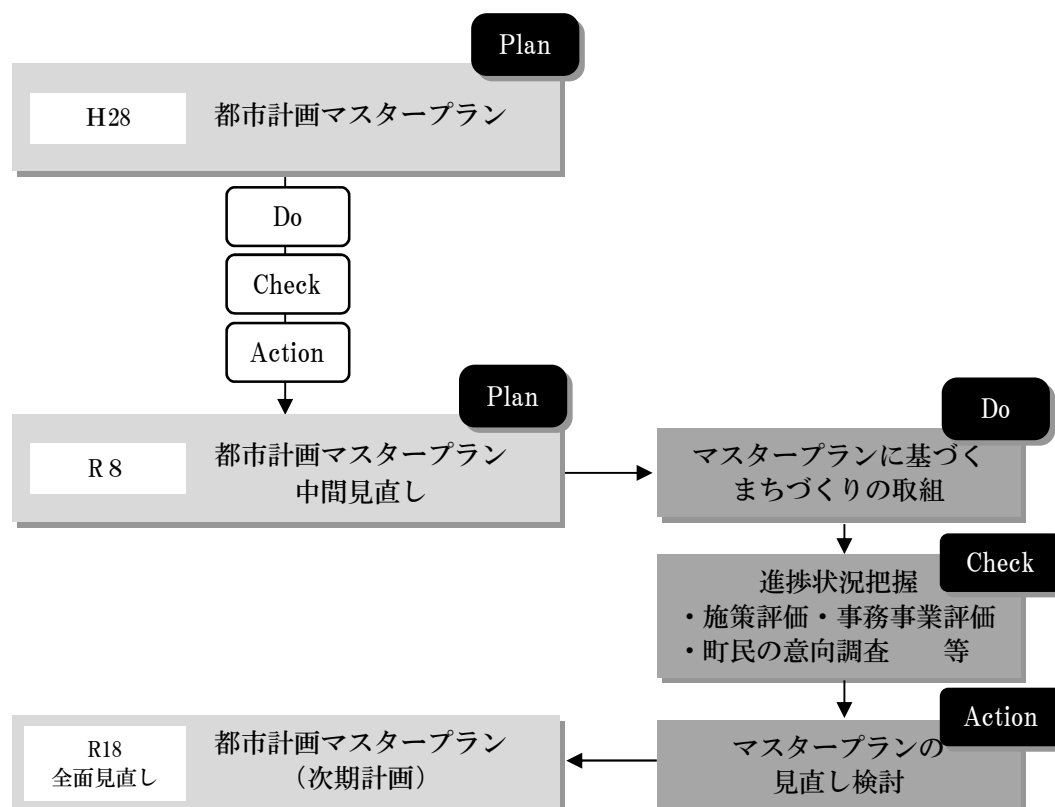 Plan
H28
都市計画マスタープラン
Do
Check
Action
Plan
R８
都市計画マスタープラン
中間見直し
Do
マスタープランに基づく
まちづくりの取組
Check
進捗状況把握
・施策評価・事務事業評価
・町民の意向調査　　等
Action
マスタープランの
見直し検討
R18
全面見直し
都市計画マスタープラン
（次期計画）